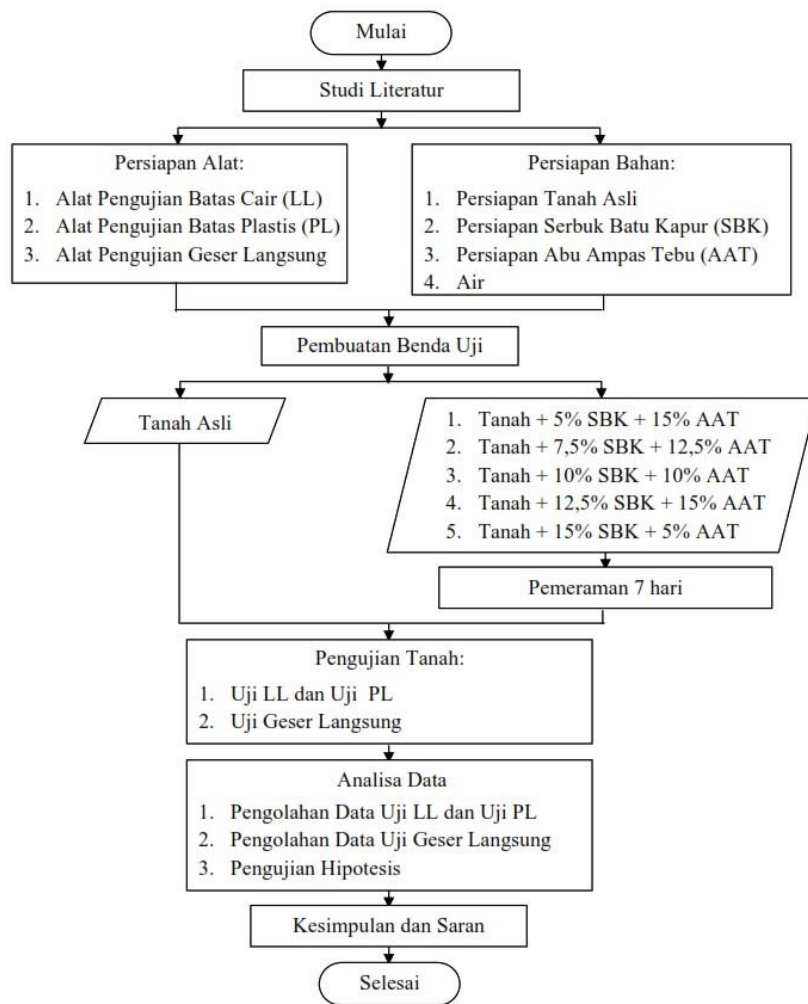 Mulai
Studi Literatur
Persiapan Alat:
1. Alat Pengujian Batas Cair (LL)
2. Alat Pengujian Batas Plastis (PL)
3. Alat Pengujian Geser Langsung
Persiapan Bahan:
1. Persiapan Tanah Asli
2. Persiapan Serbuk Batu Kapur (SBK)
3. Persiapan Abu Ampas Tebu (AAT)
4. Air
Pembuatan Benda Uji
Tanah Asli
1. Tanah + 5% SBK + 15% AAT
2. Tanah + 7,5% SBK + 12,5% AAT
3. Tanah + 10% SBK + 10% AAT
4. Tanah + 12,5% SBK + 15% AAT
5. Tanah + 15% SBK + 5% AAT
Pemeraman 7 hari
Pengujian Tanah:
1. Uji LL dan Uji PL
2. Uji Geser Langsung
Analisa Data
1. Pengolahan Data Uji LL dan Uji PL
2. Pengolahan Data Uji Geser Langsung
3. Pengujian Hipotesis
Kesimpulan dan Saran
Selesai